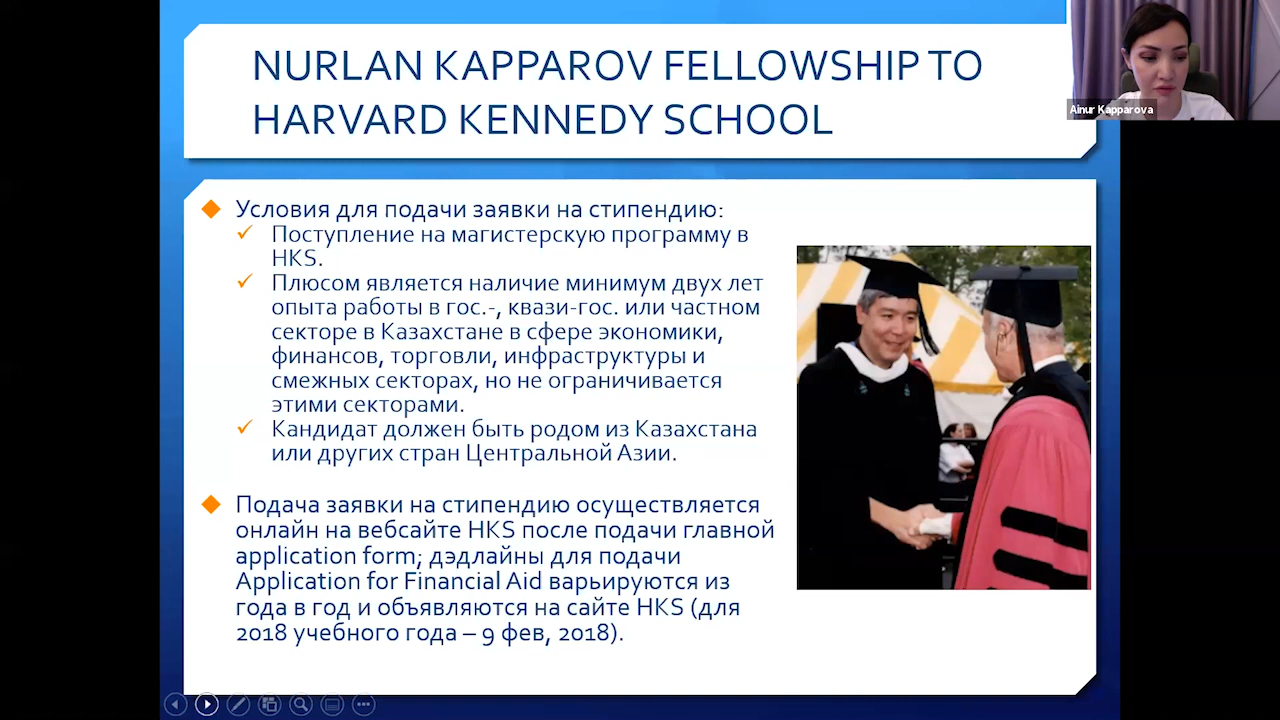 NURLAN KAPPAROV FELLOWSHIP TO
HARVARD KENNEDY SCHOOL
Ainur Kapparova
Условия для подачи заявки на стипендию:
Поступление на магистерскую программу в
HKS.
Плюсом является наличие минимум двух лет
опыта работы в гос.-, квази-гос. или частном
секторе в Казахстане в сфере экономики,
финансов, торговли, инфраструктуры и
смежных секторах, но не ограничивается
этими секторами.
Кандидат должен быть родом из Казахстана
или других стран Центральной Азии.
Подача заявки на стипендию осуществляется
онлайн на вебсайте HKS после подачи главной
application form; дэдлайны для подачи
Application for Financial Aid варьируются из
года в год и объявляются на сайте HKS (для
2018 учебного года – 9 фев, 2018).